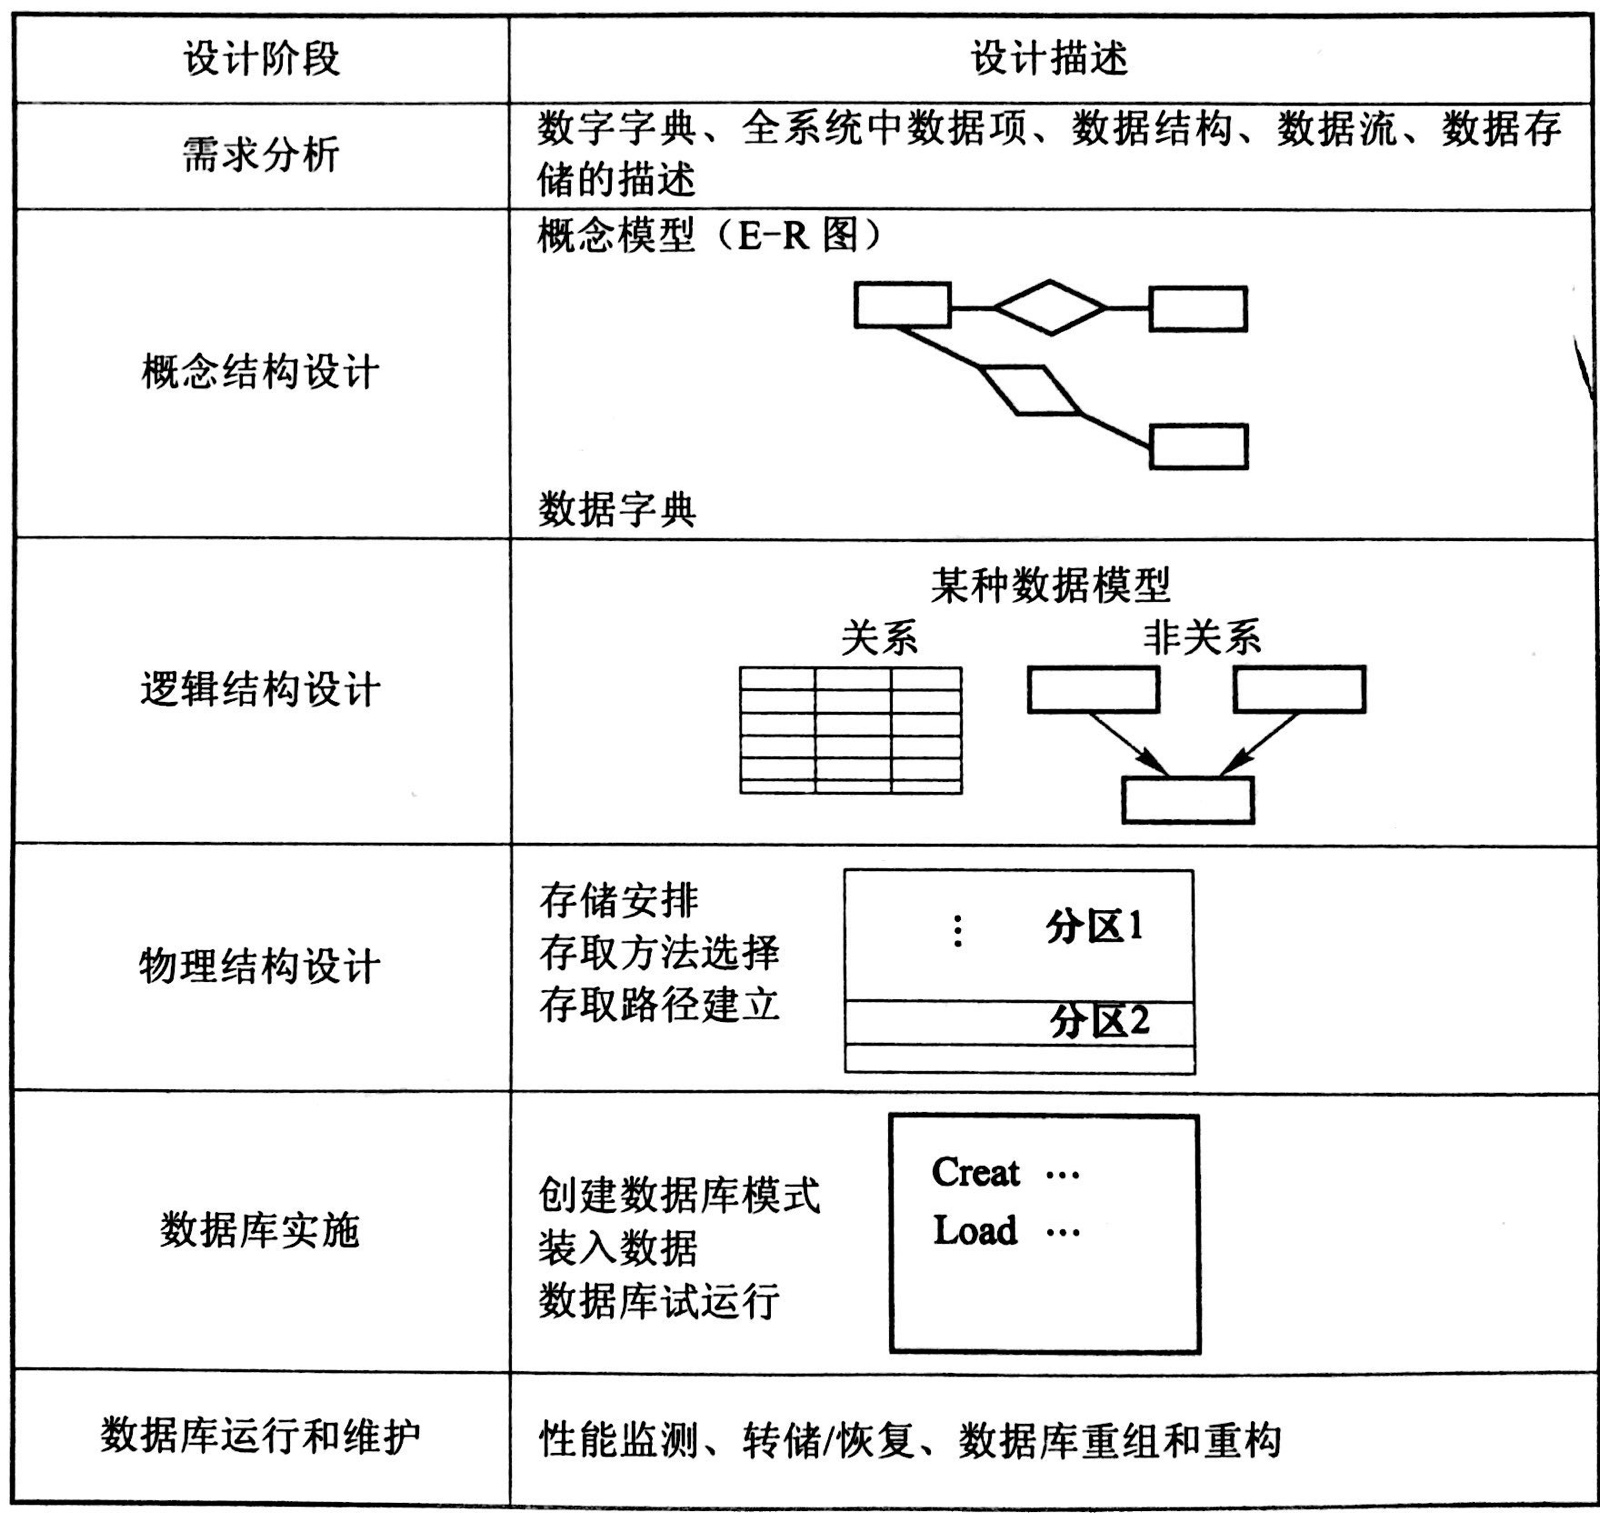 设计阶段
设计描述
需求分析
数字字典、全系统中数据项、数据结构、数据流、数据存
储的描述
概念结构设计
概念模型（E-R 图）
数据字典
逻辑结构设计
某种数据模型
关系
非关系
物理结构设计
存储安排
存取方法选择
存取路径建立
⋮ 分区1
分区2
数据库实施
创建数据库模式
装入数据
数据库试运行
Creat …
Load …
数据库运行和维护
性能监测、转储/恢复、数据库重组和重构